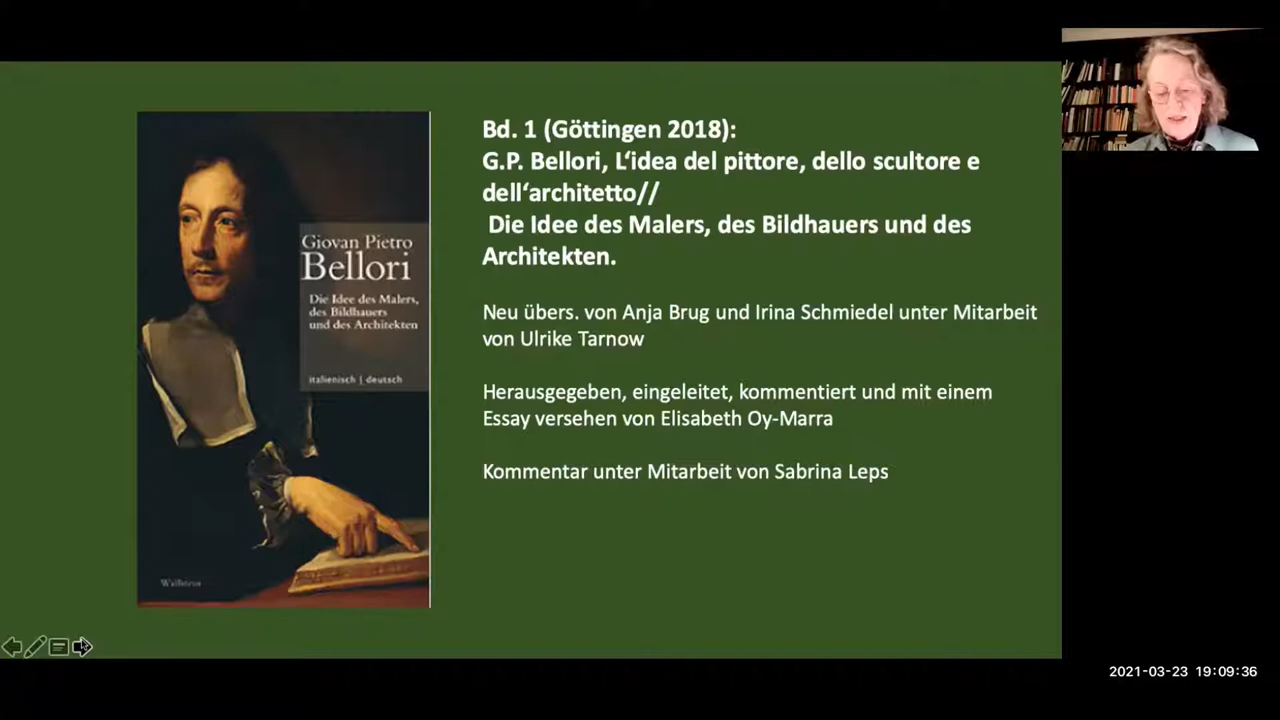 Bd. 1 (Göttingen 2018):
G.P. Bellori, L‘idea del pittore, dello scultore e
dell‘architetto//
Die Idee des Malers, des Bildhauers und des
Architekten.
Neu übers. von Anja Brug und Irina Schmiedel unter Mitarbeit
von Ulrike Tarnow
Herausgegeben, eingeleitet, kommentiert und mit einem
Essay versehen von Elisabeth Oy-Marra
Kommentar unter Mitarbeit von Sabrina Leps
Giovan Pietro
Bellori
Die Idee des Malers,
des Bildhauers
und des Architekten
italienisch | deutsch
Wallstein
2021-03-23 19:09:36